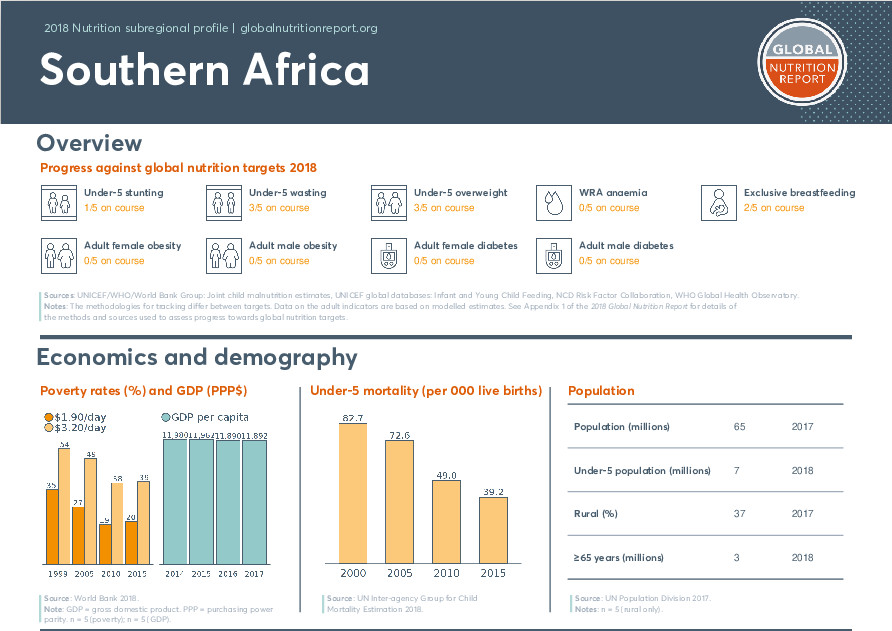 2018 Nutrition subregional profile | globalnutritionreport.org
Southern Africa
GLOBAL
NUTRITION
REPORT
Overview
Progress against global nutrition targets 2018
Under-5 stunting
1/5 on course
Under-5 wasting
3/5 on course
Under-5 overweight
3/5 on course
WRA anaemia
0/5 on course
Exclusive breastfeeding
2/5 on course
Adult female obesity
0/5 on course
Adult male obesity
0/5 on course
Adult female diabetes
0/5 on course
Adult male diabetes
0/5 on course
Sources: UNICEF/WHO/World Bank Group: Joint child malnutrition estimates, UNICEF global databases: Infant and Young Child Feeding, NCD Risk Factor Collaboration, WHO Global Health Observatory.
Notes: The methodologies for tracking differ between targets. Data on the adult indicators are based on modelled estimates. See Appendix 1 of the 2018 Global Nutrition Report for details of
the methods and sources used to assess progress towards global nutrition targets.
Economics and demography
Poverty rates (%) and GDP (PPP$)
$1.90/day
$3.20/day
35 54 27 49 38 20 39
1999 2005 2010 2015
GDP per capita
11,980 11,962 11,890 11,892
2014 2015 2016 2017
Source: World Bank 2018.
Note: GDP = gross domestic product. PPP = purchasing power
parity. n = 5 (poverty); n = 5 (GDP).
Under-5 mortality (per 000 live births)
82.7
72.6
49.0
39.2
2000 2005 2010 2015
Source: UN Inter-agency Group for Child
Mortality Estimation 2018.
Population
Population (millions) 65 2017
Under-5 population (millions) 7 2018
Rural (%) 37 2017
≥65 years (millions) 3 2018
Source: UN Population Division 2017.
Notes: n = 5 (rural only).